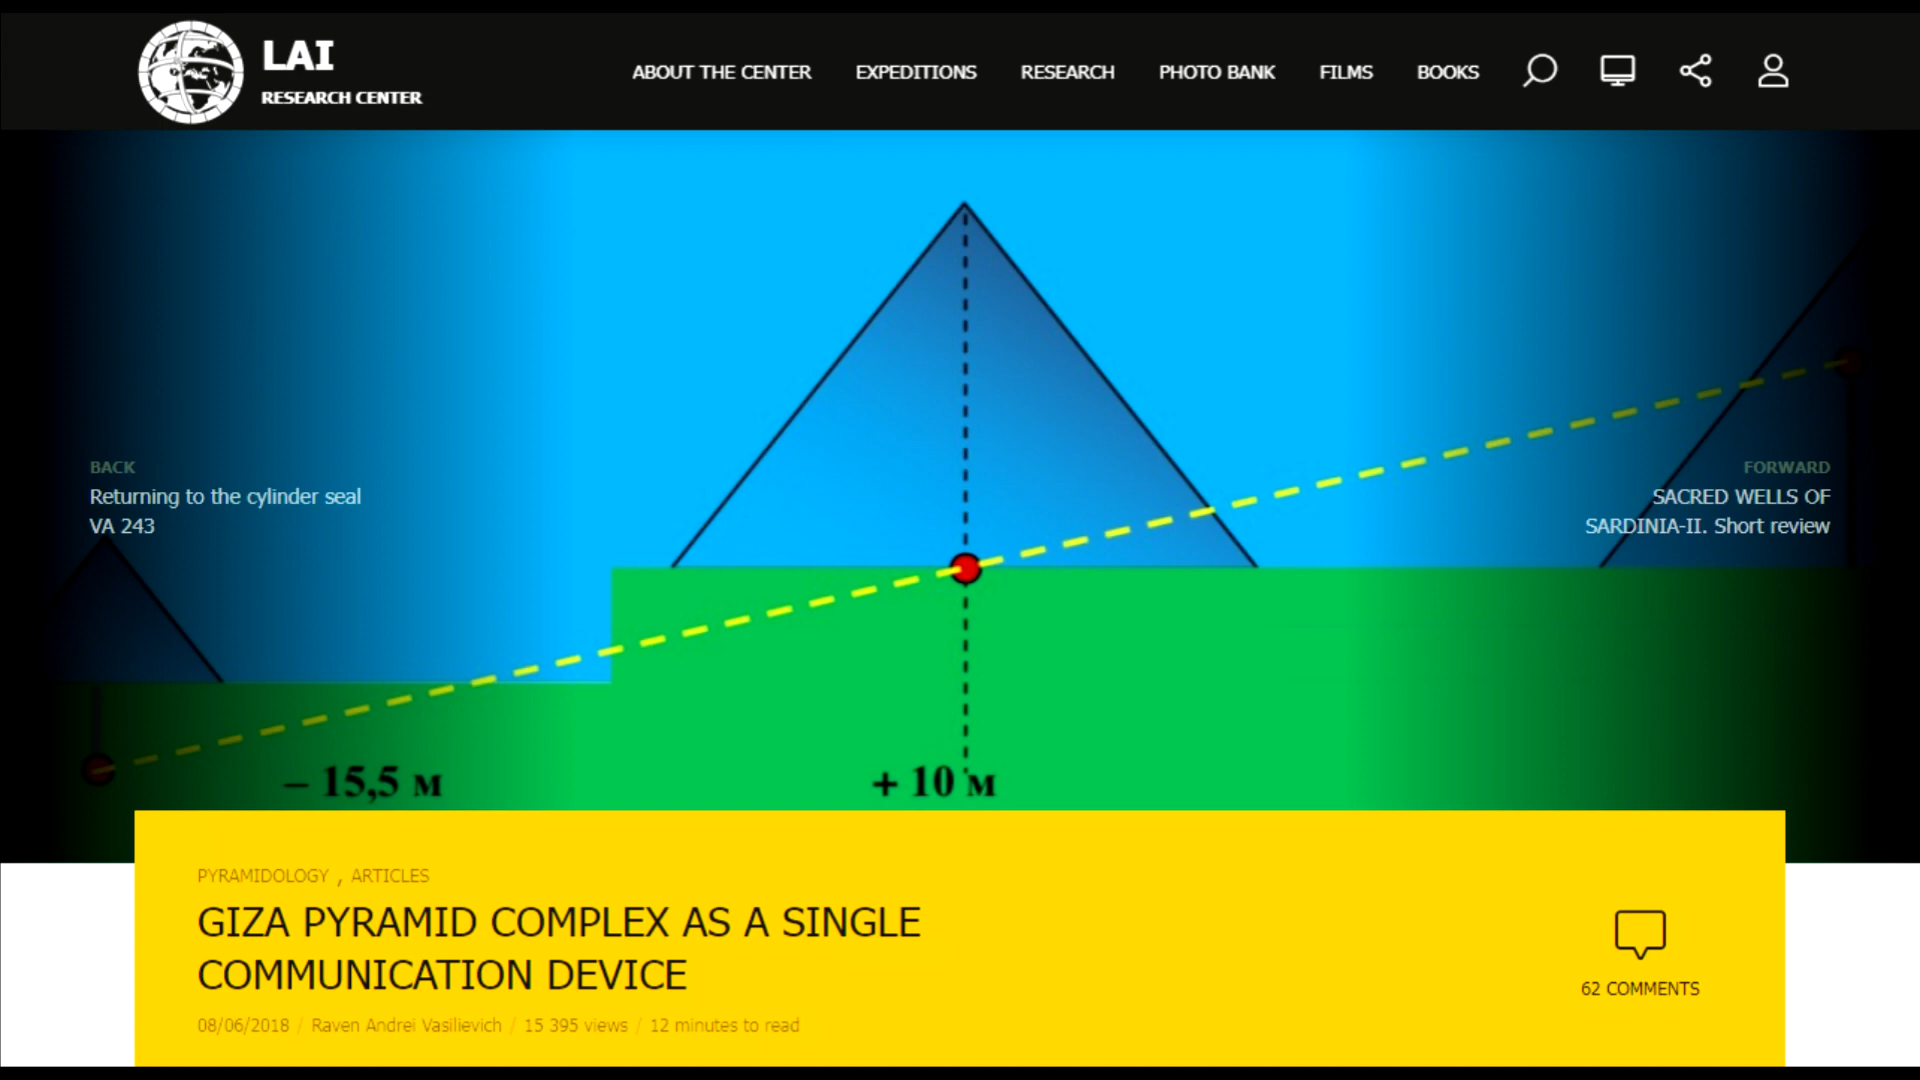 LAI
RESEARCH CENTER
ABOUT THE CENTER
EXPEDITIONS
RESEARCH
PHOTO BANK
FILMS
BOOKS
BACK
Returning to the cylinder seal
VA 243
FORWARD
SACRED WELLS OF
SARDINIA-II. Short review
– 15,5 м
+ 10 м
PYRAMIDOLOGY , ARTICLES
GIZA PYRAMID COMPLEX AS A SINGLE
COMMUNICATION DEVICE
08/06/2018 / Raven Andrei Vasilievich / 15 395 views / 12 minutes to read
62 COMMENTS